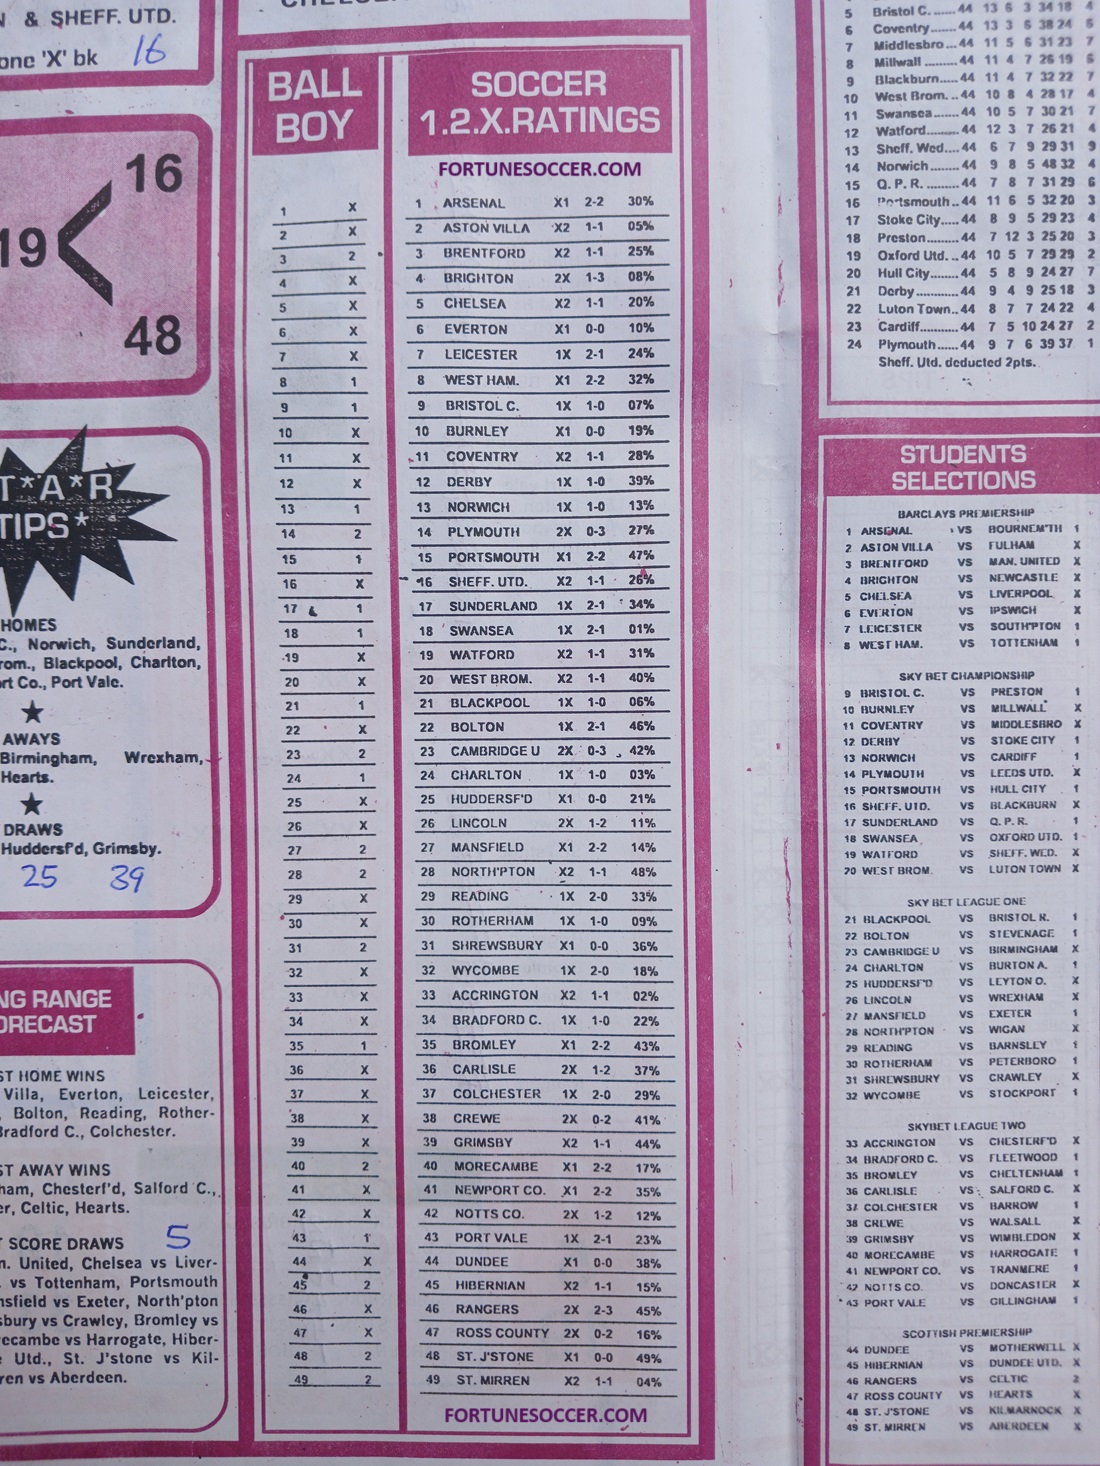 & SHEFF. UTD.
one 'X' bk 16
16
19
48
T*A*R
TIPS*
HOMES
C., Norwich, Sunderland,
rom., Blackpool, Charlton,
rt Co., Port Vale.
AWAYS
Birmingham, Wrexham,
Hearts.
DRAWS
Huddersf'd, Grimsby.
25 39
NG RANGE
ORECAST
ST HOME WINS
Villa, Everton, Leicester,
, Bolton, Reading, Rother-
Bradford C., Colchester.
ST AWAY WINS
ham, Chesterf'd, Salford C.,
er, Celtic, Hearts.
T SCORE DRAWS 5
n. United, Chelsea vs Liver-
. vs Tottenham, Portsmouth
nsfield vs Exeter, North'pton
sbury vs Crawley, Bromley vs
recambe vs Harrogate, Hiber-
e Utd., St. J'stone vs Kil-
ren vs Aberdeen.
BALL
BOY
1 X
2 X
3 2
4 X
5 X
6 X
7 X
8 1
9 1
10 X
11 X
12 X
13 1
14 2
15 1
16 X
17 1
18 1
19 X
20 X
21 1
22 X
23 2
24 1
25 X
26 X
27 2
28 2
29 X
30 X
31 2
32 X
33 X
34 X
35 1
36 X
37 X
38 X
39 X
40 2
41 X
42 X
43 1
44 X
45 2
46 X
47 X
48 2
49 2
SOCCER
1.2.X.RATINGS
FORTUNESOCCER.COM
1 ARSENAL X1 2-2 30%
2 ASTON VILLA X2 1-1 05%
3 BRENTFORD X2 1-1 25%
4 BRIGHTON 2X 1-3 08%
5 CHELSEA X2 1-1 20%
6 EVERTON X1 0-0 10%
7 LEICESTER 1X 2-1 24%
8 WEST HAM. X1 2-2 32%
9 BRISTOL C. 1X 1-0 07%
10 BURNLEY X1 0-0 19%
11 COVENTRY X2 1-1 28%
12 DERBY 1X 1-0 39%
13 NORWICH 1X 1-0 13%
14 PLYMOUTH 2X 0-3 27%
15 PORTSMOUTH X1 2-2 47%
16 SHEFF. UTD. X2 1-1 26%
17 SUNDERLAND 1X 2-1 34%
18 SWANSEA 1X 2-1 01%
19 WATFORD X2 1-1 31%
20 WEST BROM. X2 1-1 40%
21 BLACKPOOL 1X 1-0 06%
22 BOLTON 1X 2-1 46%
23 CAMBRIDGE U 2X 0-3 42%
24 CHARLTON 1X 1-0 03%
25 HUDDERSF'D X1 0-0 21%
26 LINCOLN 2X 1-2 11%
27 MANSFIELD X1 2-2 14%
28 NORTH'PTON X2 1-1 48%
29 READING 1X 2-0 33%
30 ROTHERHAM 1X 1-0 09%
31 SHREWSBURY X1 0-0 36%
32 WYCOMBE 1X 2-0 18%
33 ACCRINGTON X2 1-1 02%
34 BRADFORD C. 1X 1-0 22%
35 BROMLEY X1 2-2 43%
36 CARLISLE 2X 1-2 37%
37 COLCHESTER 1X 2-0 29%
38 CREWE 2X 0-2 41%
39 GRIMSBY X2 1-1 44%
40 MORECAMBE X1 2-2 17%
41 NEWPORT CO. X1 2-2 35%
42 NOTTS CO. 2X 1-2 12%
43 PORT VALE 1X 2-1 23%
44 DUNDEE X1 0-0 38%
45 HIBERNIAN X2 1-1 15%
46 RANGERS 2X 2-3 45%
47 ROSS COUNTY 2X 0-2 16%
48 ST. J'STONE X1 0-0 49%
49 ST. MIRREN X2 1-1 04%
FORTUNESOCCER.COM
5 Bristol C. ...... 44 13 6 3 34 18 4
6 Coventry...... 44 13 3 6 38 24 6
7 Middlesbro ... 44 11 5 6 31 23 7
8 Millwall ......... 44 11 4 7 26 19 6
9 Blackburn..... 44 11 4 7 32 22 7
10 West Brom. .. 44 10 8 4 28 17 4
11 Swansea....... 44 10 5 7 30 21 7
12 Watford......... 44 12 3 7 26 21 4
13 Sheff. Wed.... 44 6 7 9 29 31 9
14 Norwich........ 44 9 8 5 48 32 4
15 Q. P. R. ......... 44 7 8 7 31 29 6
16 Portsmouth .. 44 11 6 5 32 20 3
17 Stoke City..... 44 8 9 5 29 23 4
18 Preston......... 44 7 12 3 25 20 3
19 Oxford Utd. .. 44 10 5 7 29 29 2
20 Hull City........ 44 5 8 9 24 27 7
21 Derby............ 44 9 4 9 25 18 3
22 Luton Town.. 44 8 7 7 24 22 4
23 Cardiff........... 44 7 5 10 24 27 2
24 Plymouth...... 44 9 7 6 39 37 1
Sheff. Utd. deducted 2pts.
STUDENTS
SELECTIONS
BARCLAYS PREMIERSHIP
1 ARSENAL VS BOURNEM'TH 1
2 ASTON VILLA VS FULHAM X
3 BRENTFORD VS MAN. UNITED X
4 BRIGHTON VS NEWCASTLE X
5 CHELSEA VS LIVERPOOL X
6 EVERTON VS IPSWICH X
7 LEICESTER VS SOUTH'PTON 1
8 WEST HAM. VS TOTTENHAM 1
SKY BET CHAMPIONSHIP
9 BRISTOL C. VS PRESTON 1
10 BURNLEY VS MILLWALL X
11 COVENTRY VS MIDDLESBRO X
12 DERBY VS STOKE CITY 1
13 NORWICH VS CARDIFF 1
14 PLYMOUTH VS LEEDS UTD. X
15 PORTSMOUTH VS HULL CITY 1
16 SHEFF. UTD. VS BLACKBURN X
17 SUNDERLAND VS Q. P. R. 1
18 SWANSEA VS OXFORD UTD. 1
19 WATFORD VS SHEFF. WED. X
20 WEST BROM. VS LUTON TOWN X
SKY BET LEAGUE ONE
21 BLACKPOOL VS BRISTOL R. 1
22 BOLTON VS STEVENAGE 1
23 CAMBRIDGE U VS BIRMINGHAM X
24 CHARLTON VS BURTON A. 1
25 HUDDERSF'D VS LEYTON O. X
26 LINCOLN VS WREXHAM X
27 MANSFIELD VS EXETER 1
28 NORTH'PTON VS WIGAN X
29 READING VS BARNSLEY 1
30 ROTHERHAM VS PETERBORO 1
31 SHREWSBURY VS CRAWLEY X
32 WYCOMBE VS STOCKPORT 1
SKYBET LEAGUE TWO
33 ACCRINGTON VS CHESTERF'D X
34 BRADFORD C. VS FLEETWOOD 1
35 BROMLEY VS CHELTENHAM 1
36 CARLISLE VS SALFORD C. X
37 COLCHESTER VS BARROW 1
38 CREWE VS WALSALL X
39 GRIMSBY VS WIMBLEDON X
40 MORECAMBE VS HARROGATE 1
41 NEWPORT CO. VS TRANMERE 1
42 NOTTS CO VS DONCASTER X
43 PORT VALE VS GILLINGHAM 1
SCOTTISH PREMIERSHIP
44 DUNDEE VS MOTHERWELL X
45 HIBERNIAN VS DUNDEE UTD. X
46 RANGERS VS CELTIC 2
47 ROSS COUNTY VS HEARTS X
48 ST. J'STONE VS KILMARNOCK X
49 ST. MIRREN VS ABERDEEN X